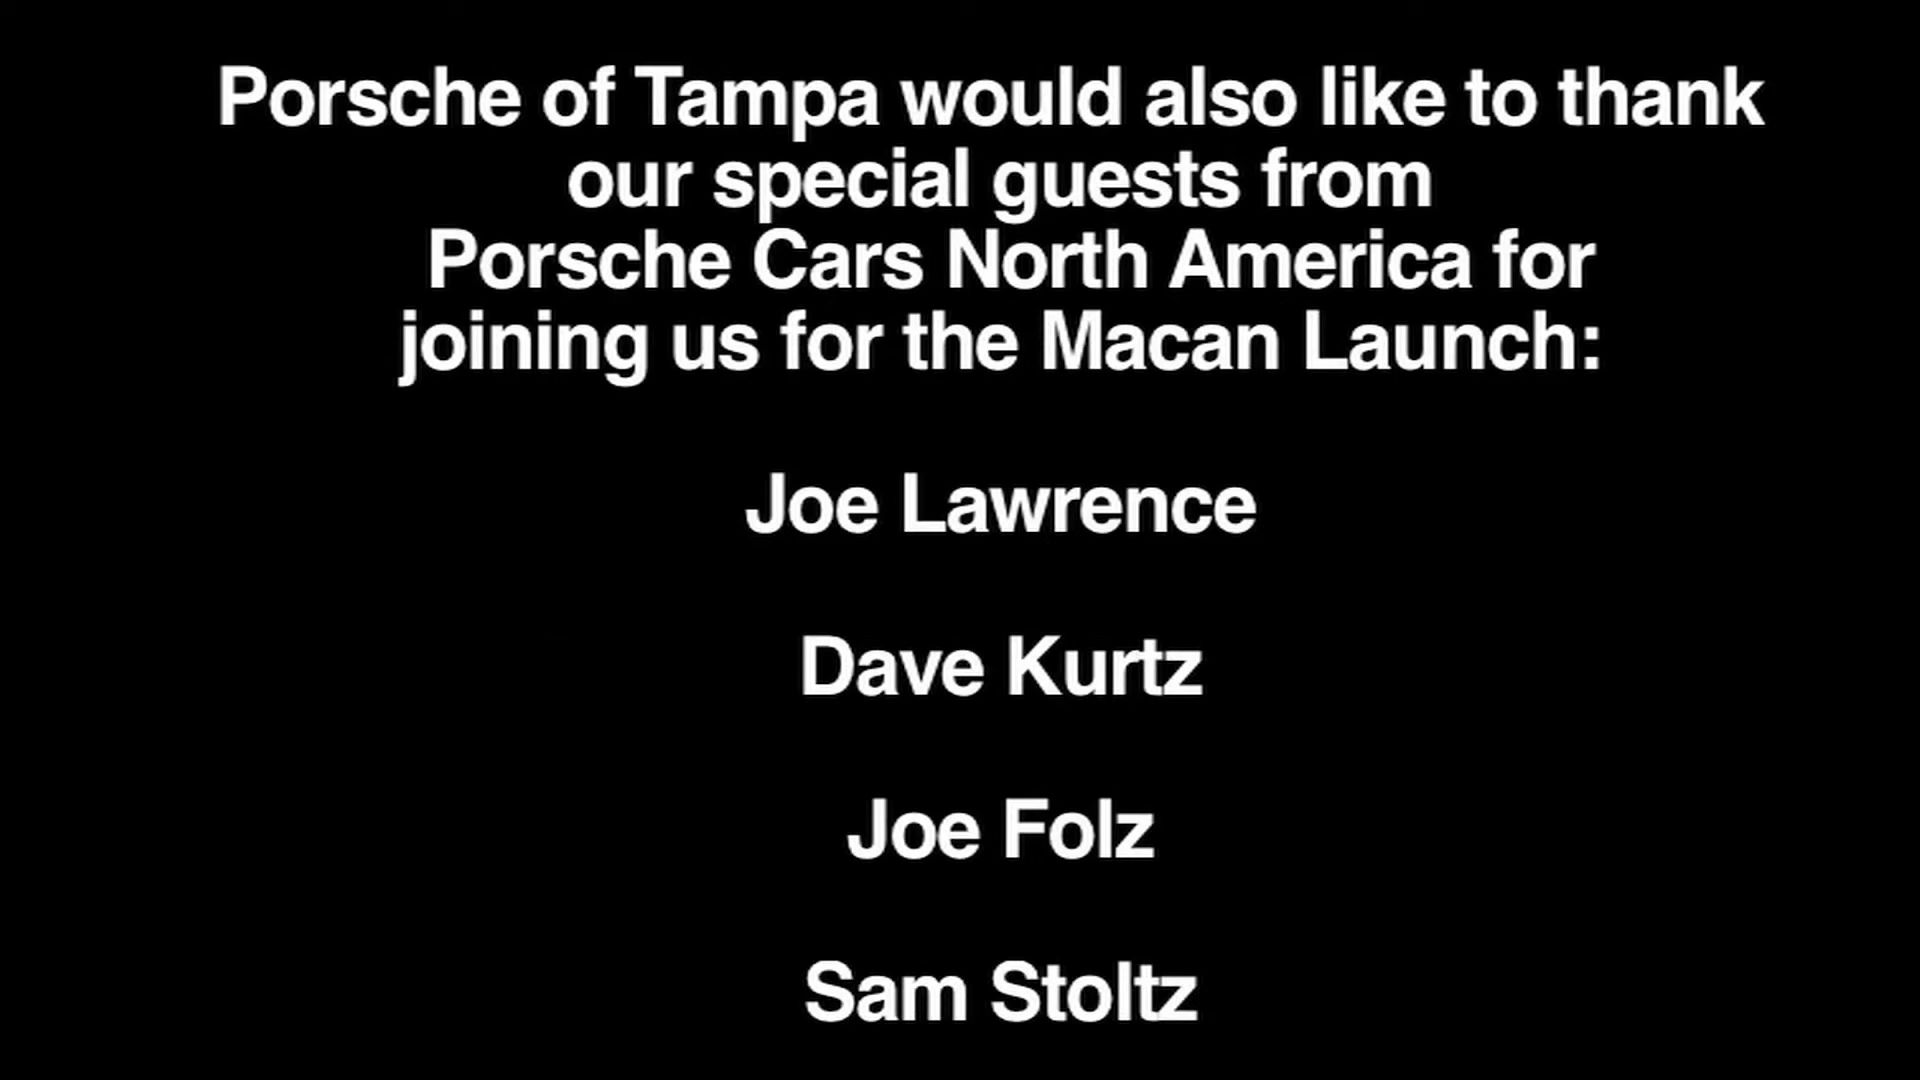 Porsche of Tampa would also like to thank
our special guests from
Porsche Cars North America for
joining us for the Macan Launch:
Joe Lawrence
Dave Kurtz
Joe Folz
Sam Stoltz